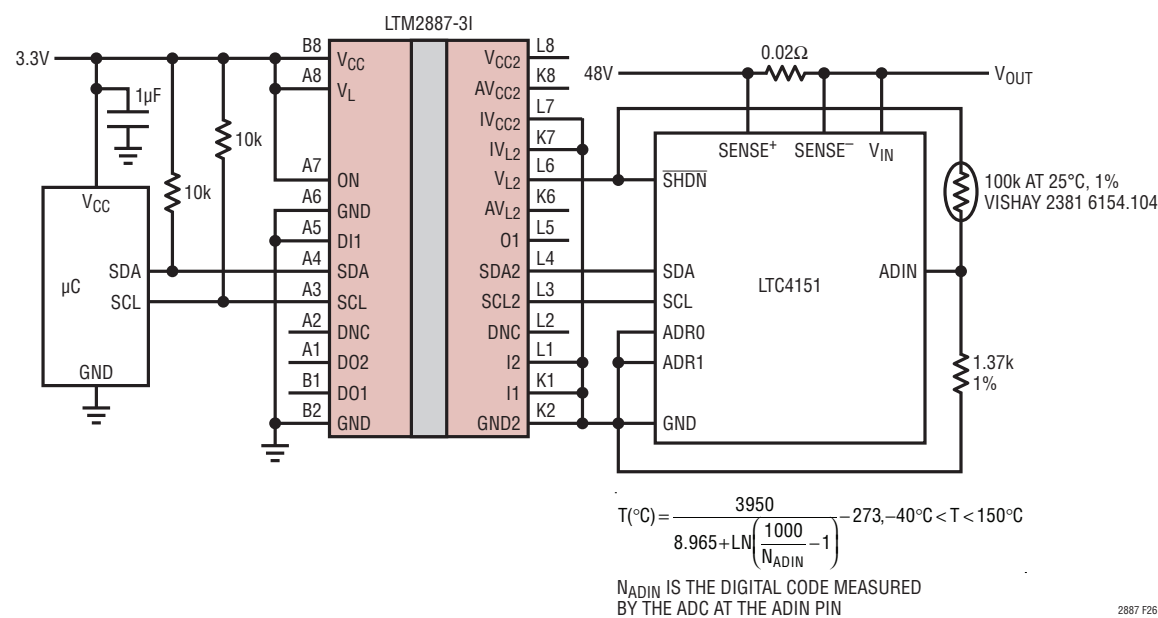 LTM2887-3I
3.3V
1µF
10k
10k
VCC
µC
SDA
SCL
GND
B8
A8
A7
A6
A5
A4
A3
A2
A1
B1
B2
VCC
VL
ON
GND
DI1
SDA
SCL
DNC
DO2
DO1
GND
VCC2
AVCC2
IVCC2
IVL2
VL2
AVL2
O1
SDA2
SCL2
DNC
I2
I1
GND2
L8
K8
L7
K7
L6
K6
L5
L4
L3
L2
L1
K1
K2
48V
0.02Ω
VOUT
SENSE+ SENSE– VIN
SHDN
SDA
SCL
ADR0
ADR1
GND
LTC4151
ADIN
100k AT 25°C, 1%
VISHAY 2381 6154.104
1.37k
1%
T(°C) = 3950 / (8.965+LN(1000/NADIN –1)) –273,–40°C < T < 150°C
NADIN IS THE DIGITAL CODE MEASURED
BY THE ADC AT THE ADIN PIN
2887 F26